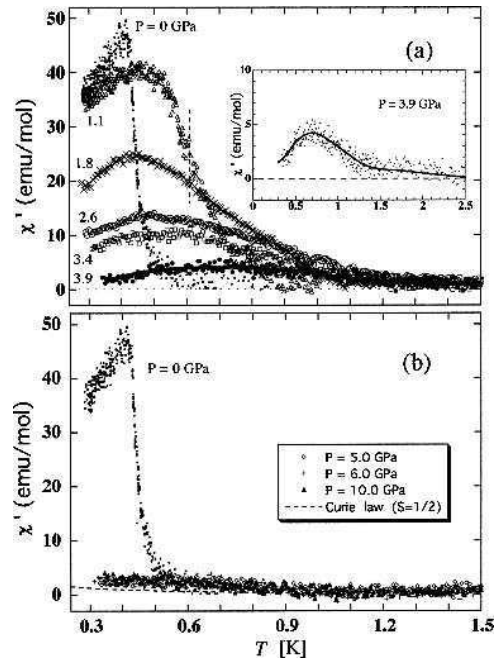 50
P = 0 GPa
(a)
40
10
P = 3.9 GPa
1.1
30
χ ' (emu/mol)
5
χ ' (emu/mol)
1.8
20
0
0
0.5
1
1.5
2
2.5
2.6
10
3.4
3.9
0
50
(b)
P = 0 GPa
40
30
χ ' (emu/mol)
P = 5.0 GPa
P = 6.0 GPa
20
P = 10.0 GPa
Curie law (S=1/2)
10
0
0.3 0.6 0.9 1.2 1.5
T [K]